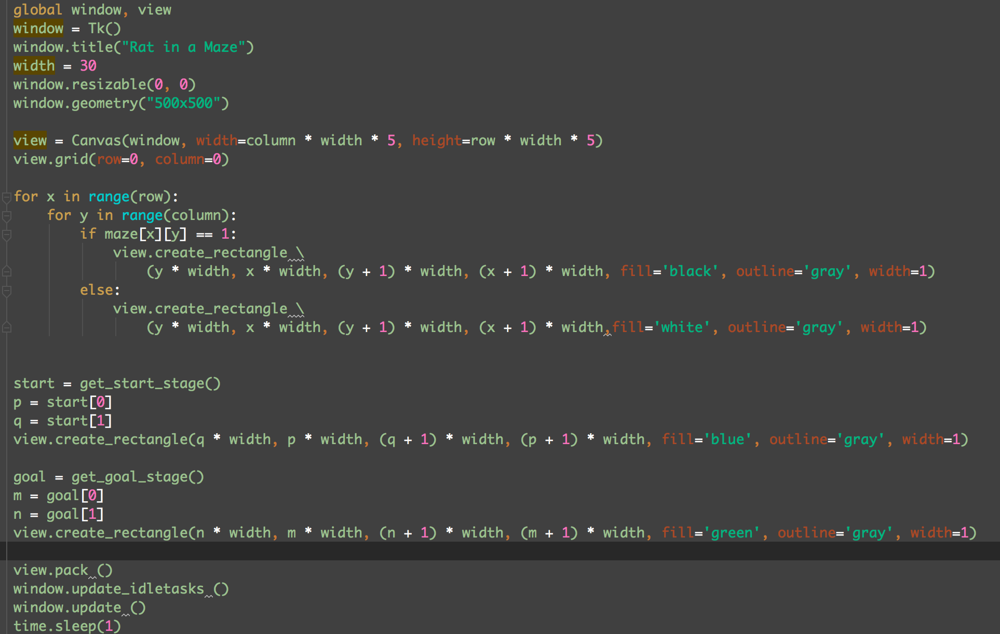 global window, view
window = Tk()
window.title("Rat in a Maze")
width = 30
window.resizable(0, 0)
window.geometry("500x500")

view = Canvas(window, width=column * width * 5, height=row * width * 5)
view.grid(row=0, column=0)

for x in range(row):
    for y in range(column):
        if maze[x][y] == 1:
            view.create_rectangle \
                (y * width, x * width, (y + 1) * width, (x + 1) * width, fill='black', outline='gray', width=1)
        else:
            view.create_rectangle \
                (y * width, x * width, (y + 1) * width, (x + 1) * width,fill='white', outline='gray', width=1)

start = get_start_stage()
p = start[0]
q = start[1]
view.create_rectangle(q * width, p * width, (q + 1) * width, (p + 1) * width, fill='blue', outline='gray', width=1)

goal = get_goal_stage()
m = goal[0]
n = goal[1]
view.create_rectangle(n * width, m * width, (n + 1) * width, (m + 1) * width, fill='green', outline='gray', width=1)

view.pack ()
window.update_idletasks ()
window.update ()
time.sleep(1)